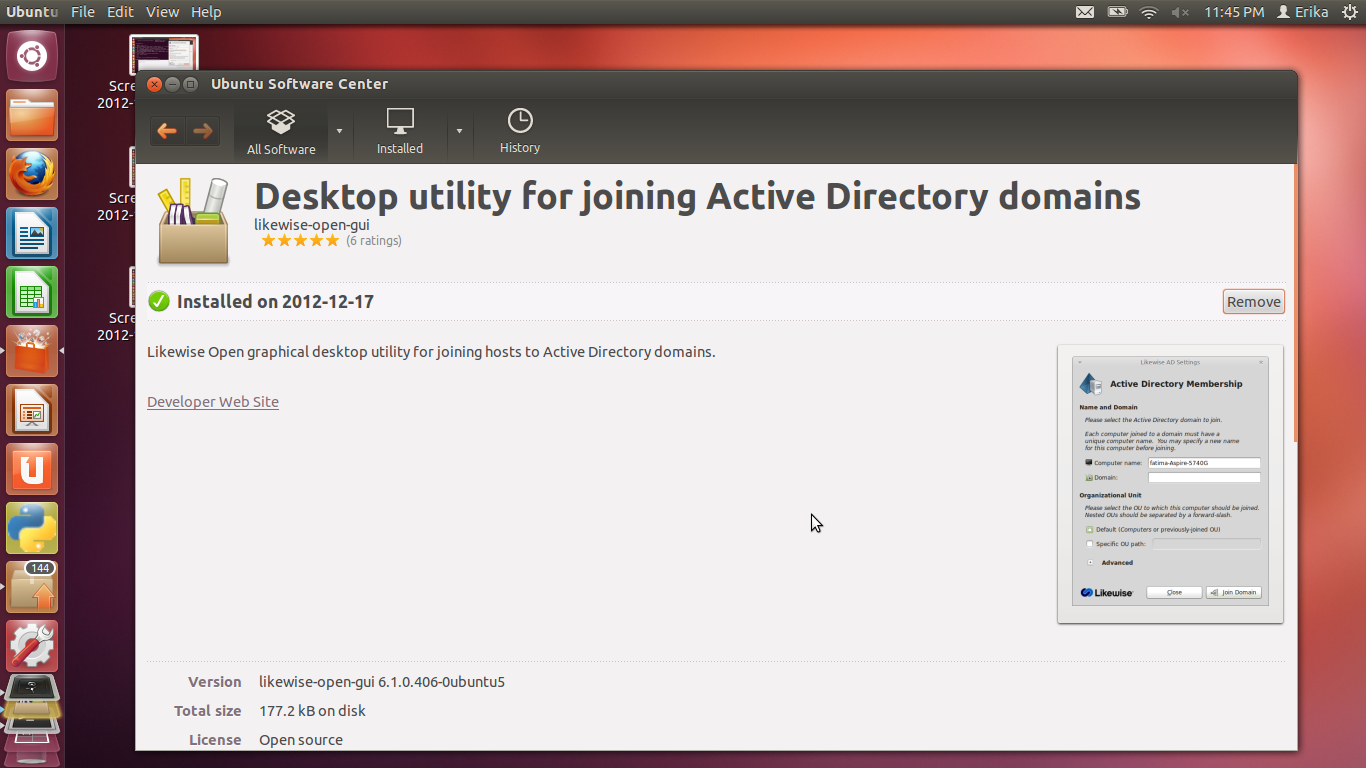 Ubuntu File Edit View Help
11:45 PM Erika
Scre
2012-1
Scre
2012-1
Scre
2012-1
Ubuntu Software Center
All Software
Installed
History
Desktop utility for joining Active Directory domains
likewise-open-gui
(6 ratings)
Installed on 2012-12-17
Remove
Likewise Open graphical desktop utility for joining hosts to Active Directory domains.
Developer Web Site
Likewise AD Settings
Active Directory Membership
Name and Domain
Please select the Active Directory domain to join.
Each computer joined to a domain must have a
unique computer name. You may specify a new name
for this computer before joining.
Computer name: fatima-Aspire-5740G
Domain:
Organizational Unit
Please select the OU to which this computer should be joined.
Nested OUs should be separated by a forward-slash.
Default (Computers or previously-joined OU)
Specific OU path:
Advanced
Likewise
Close
Join Domain
144
Version likewise-open-gui 6.1.0.406-0ubuntu5
Total size 177.2 kB on disk
License Open source